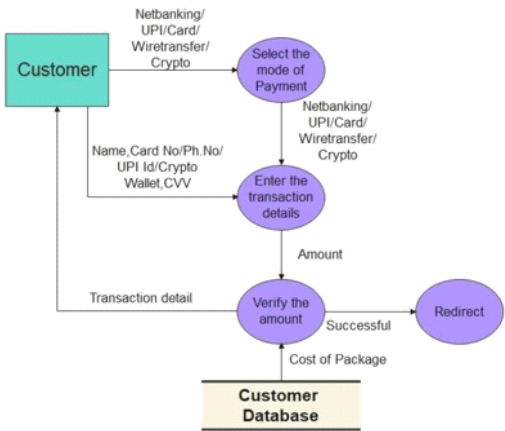 Netbanking/
UPI/Card/
Wiretransfer/
Crypto
Customer
Select the
mode of
Payment
Netbanking/
UPI/Card/
Wiretransfer/
Crypto
Name,Card No/Ph.No/
UPI Id/Crypto
Wallet,CVV
Enter the
transaction
details
Amount
Transaction detail
Verify the
amount
Successful
Redirect
Cost of Package
Customer
Database